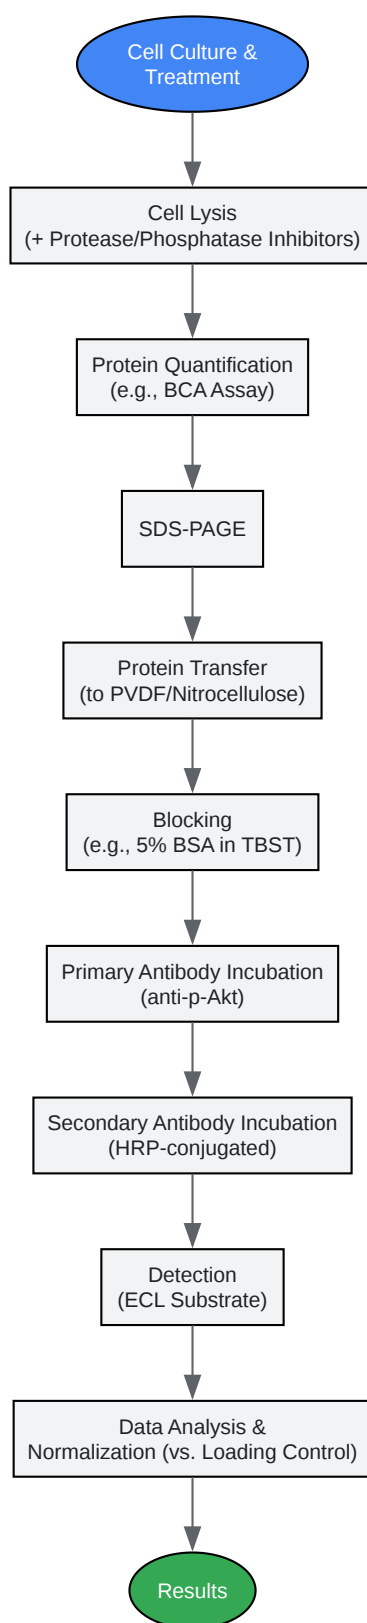 Cell Culture &
Treatment
Cell Lysis
(+ Protease/Phosphatase Inhibitors)
Protein Quantification
(e.g., BCA Assay)
SDS-PAGE
Protein Transfer
(to PVDF/Nitrocellulose)
Blocking
(e.g., 5% BSA in TBST)
Primary Antibody Incubation
(anti-p-Akt)
Secondary Antibody Incubation
(HRP-conjugated)
Detection
(ECL Substrate)
Data Analysis &
Normalization (vs. Loading Control)
Results